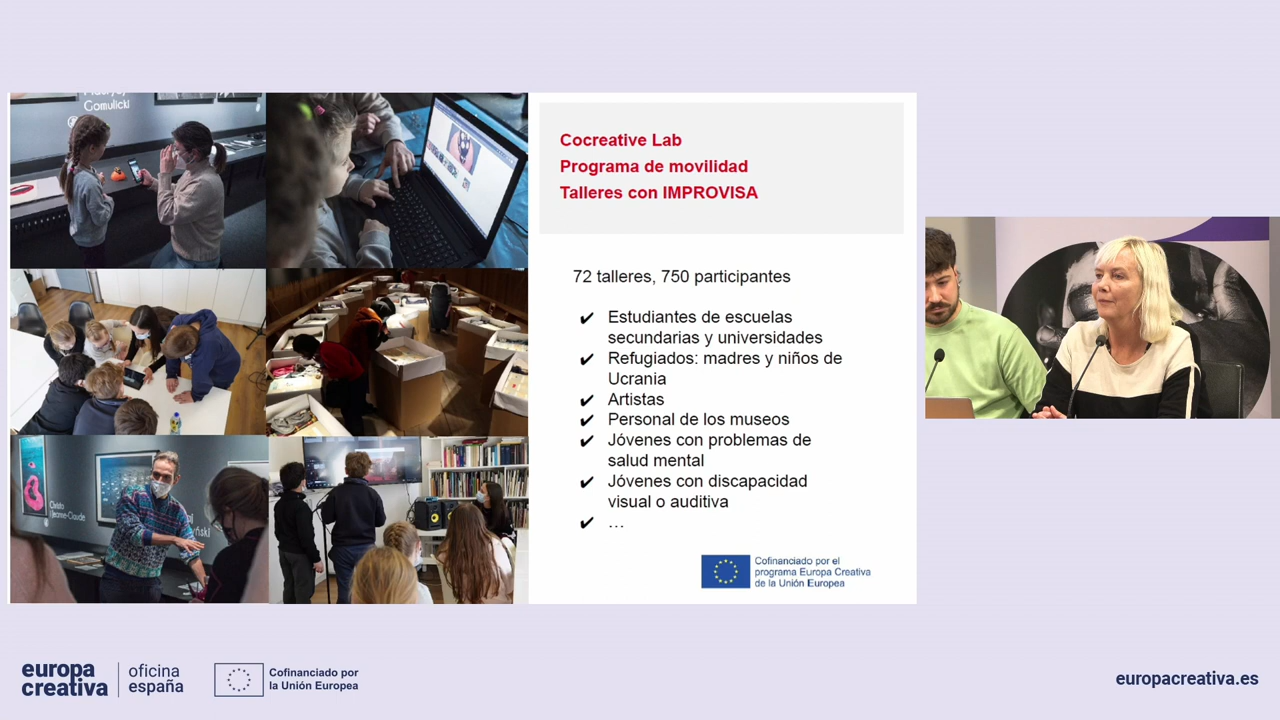 Gomulicki
Cocreative Lab
Programa de movilidad
Talleres con IMPROVISA
72 talleres, 750 participantes
✔ Estudiantes de escuelas
secundarias y universidades
✔ Refugiados: madres y niños de
Ucrania
✔ Artistas
✔ Personal de los museos
✔ Jóvenes con problemas de
salud mental
✔ Jóvenes con discapacidad
visual o auditiva
✔ …
Cofinanciado por el
programa Europa Creativa
de la Unión Europea
europa
creativa
oficina
españa
Cofinanciado por
la Unión Europea
europacreativa.es